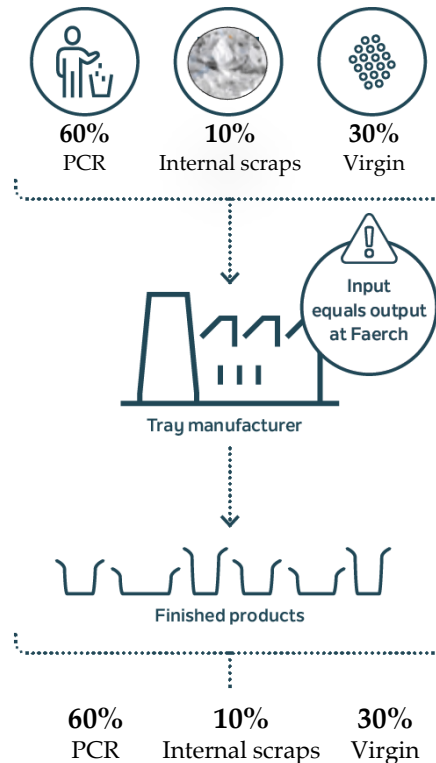 60% 10% 30%
PCR Internal scraps Virgin
Input
equals output
at Faerch
Tray manufacturer
Finished products
60% 10% 30%
PCR Internal scraps Virgin